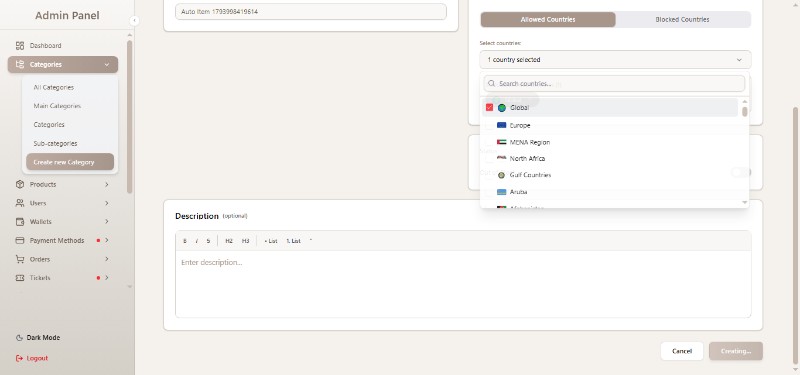 Admin Panel
Dashboard
Categories
All Categories
Main Categories
Categories
Sub-categories
Create new Category
Products
Users
Wallets
Payment Methods
Orders
Tickets
Dark Mode
Logout
Auto Item 1793998419614
Allowed Countries
Blocked Countries
Select countries:
1 country selected
Search countries...
Global
Europe
MENA Region
North Africa
Gulf Countries
Aruba
Description (optional)
B I S H2 H3 • List 1. List "
Enter description...
Cancel
Creating...